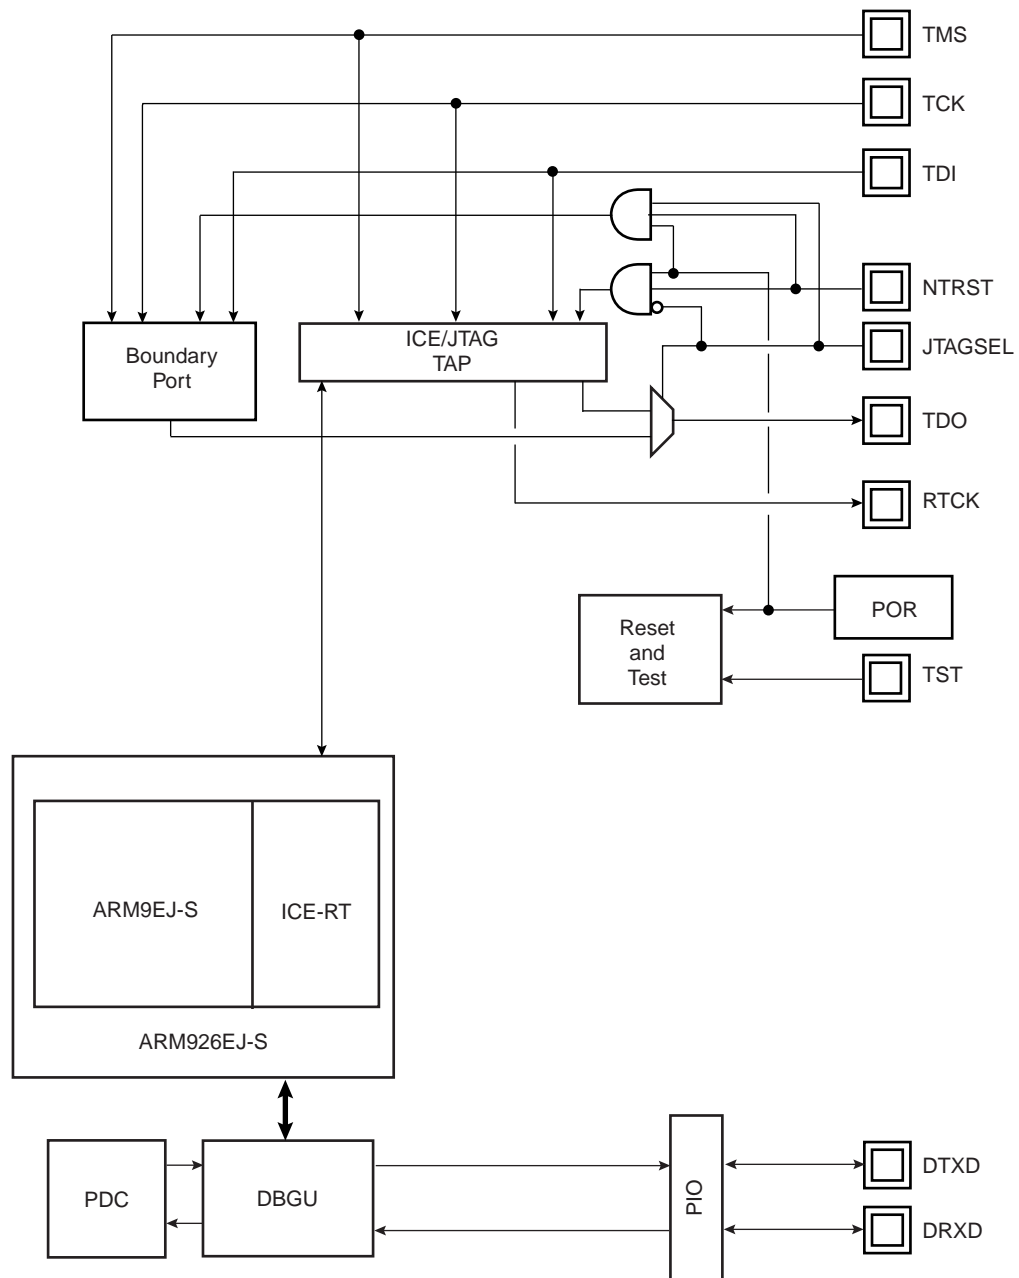 TMS
TCK
TDI
NTRST
JTAGSEL
TDO
RTCK
POR
TST
Boundary
Port
ICE/JTAG
TAP
Reset
and
Test
ARM9EJ-S
ICE-RT
ARM926EJ-S
PDC
DBGU
PIO
DTXD
DRXD